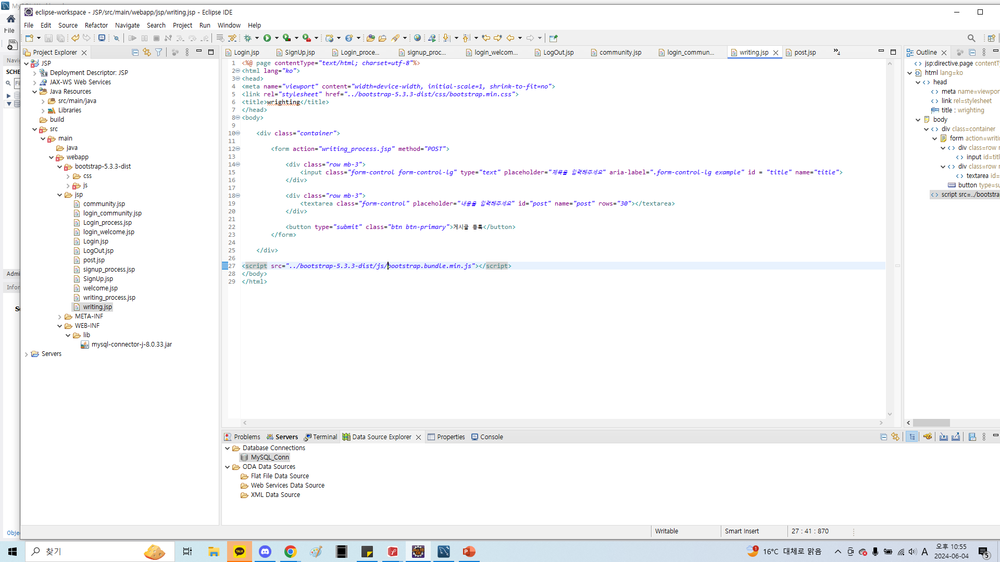 eclipse-workspace - JSP/src/main/webapp/jsp/writing.jsp - Eclipse IDE
File Edit Source Refactor Navigate Search Project Run Window Help
File
Project Explorer
JSP
Deployment Descriptor: JSP
JAX-WS Web Services
Java Resources
src/main/java
Libraries
build
src
main
java
webapp
bootstrap-5.3.3-dist
css
js
jsp
community.jsp
login_community.jsp
Login_process.jsp
login_welcome.jsp
Login.jsp
LogOut.jsp
post.jsp
signup_process.jsp
SignUp.jsp
welcome.jsp
writing_process.jsp
writing.jsp
META-INF
WEB-INF
lib
mysql-connector-j-8.0.33.jar
Servers
Login.jsp SignUp.jsp Login_proce... signup_proc... login_welcom... LogOut.jsp community.jsp login_commun... writing.jsp post.jsp »4
1 <%@ page contentType="text/html; charset=utf-8"%>
2 <html lang="ko">
3 <head>
4 <meta name="viewport" content="width=device-width, initial-scale=1, shrink-to-fit=no">
5 <link rel="stylesheet" href="../bootstrap-5.3.3-dist/css/bootstrap.min.css">
6 <title>wrighting</title>
7 </head>
8 <body>
9
10 <div class="container">
11
12 <form action="writing_process.jsp" method="POST">
13
14 <div class="row mb-3">
15 <input class="form-control form-control-lg" type="text" placeholder="제목을 입력해주세요" aria-label=".form-control-lg example" id = "title" name="title">
16 </div>
17
18 <div class="row mb-3">
19 <textarea class="form-control" placeholder="내용을 입력해주세요" id="post" name="post" rows="30"></textarea>
20 </div>
21
22 <button type="submit" class="btn btn-primary">게시글 등록</button>
23 </form>
24
25 </div>
26
27 <script src="../bootstrap-5.3.3-dist/js/bootstrap.bundle.min.js"></script>
28 </body>
29 </html>
Outline
jsp:directive.page contentT
html lang=ko
head
meta name=viewpor
link rel=stylesheet
title : wrighting
body
div class=container
form action=writi
div class=row
input id=titl
div class=row
textarea id=
button type=su
script src=../bootstra
Problems Servers Terminal Data Source Explorer Properties Console
Database Connections
MySQL_Conn
ODA Data Sources
Flat File Data Source
Web Services Data Source
XML Data Source
Writable Smart Insert 27 : 41 : 870
찾기
TALK
16°C 대체로 맑음
A
오후 10:55
2024-06-04
5